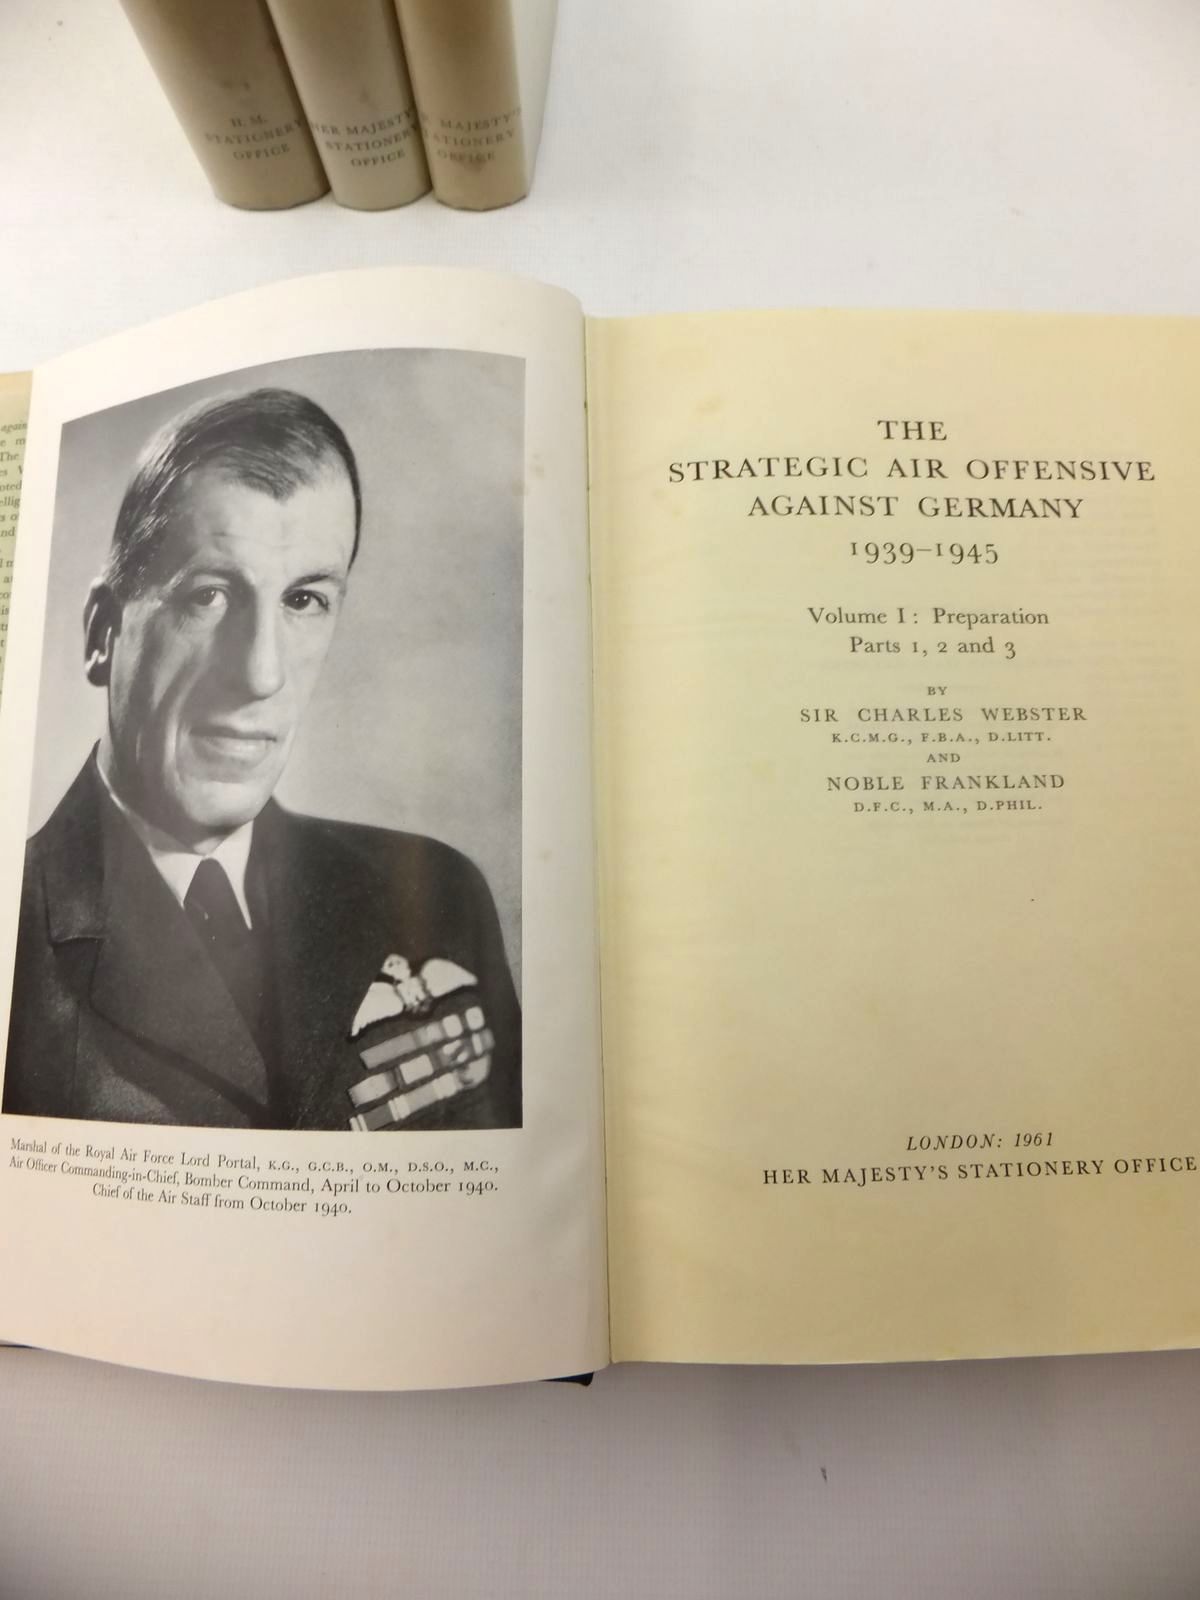 H. M.
STATIONERY
OFFICE
HER MAJESTY'S
STATIONERY
OFFICE
MAJESTY'S
STATIONERY
OFFICE
again
The
nd
Marshal of the Royal Air Force Lord Portal, K.G., G.C.B., O.M., D.S.O., M.C.,
Air Officer Commanding-in-Chief, Bomber Command, April to October 1940.
Chief of the Air Staff from October 1940.
THE
STRATEGIC AIR OFFENSIVE
AGAINST GERMANY
1939–1945
Volume I: Preparation
Parts 1, 2 and 3
BY
SIR CHARLES WEBSTER
K.C.M.G., F.B.A., D.LITT.
AND
NOBLE FRANKLAND
D.F.C., M.A., D.PHIL.
LONDON: 1961
HER MAJESTY'S STATIONERY OFFICE